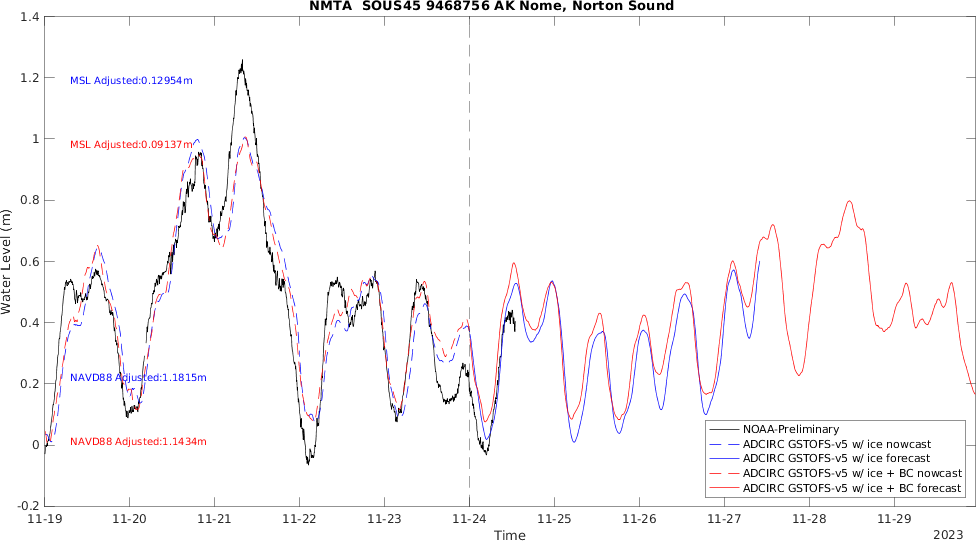 NMTA SOUS45 9468756 AK Nome, Norton Sound
1.4
1.2
1
0.8
0.6
0.4
0.2
0
-0.2
Water Level (m)
MSL Adjusted:0.12954m
MSL Adjusted:0.09137m
NAVD88 Adjusted:1.1815m
NAVD88 Adjusted:1.1434m
NOAA-Preliminary
ADCIRC GSTOFS-v5 w/ ice nowcast
ADCIRC GSTOFS-v5 w/ ice forecast
ADCIRC GSTOFS-v5 w/ ice + BC nowcast
ADCIRC GSTOFS-v5 w/ ice + BC forecast
11-19 11-20 11-21 11-22 11-23 11-24 11-25 11-26 11-27 11-28 11-29
Time
2023